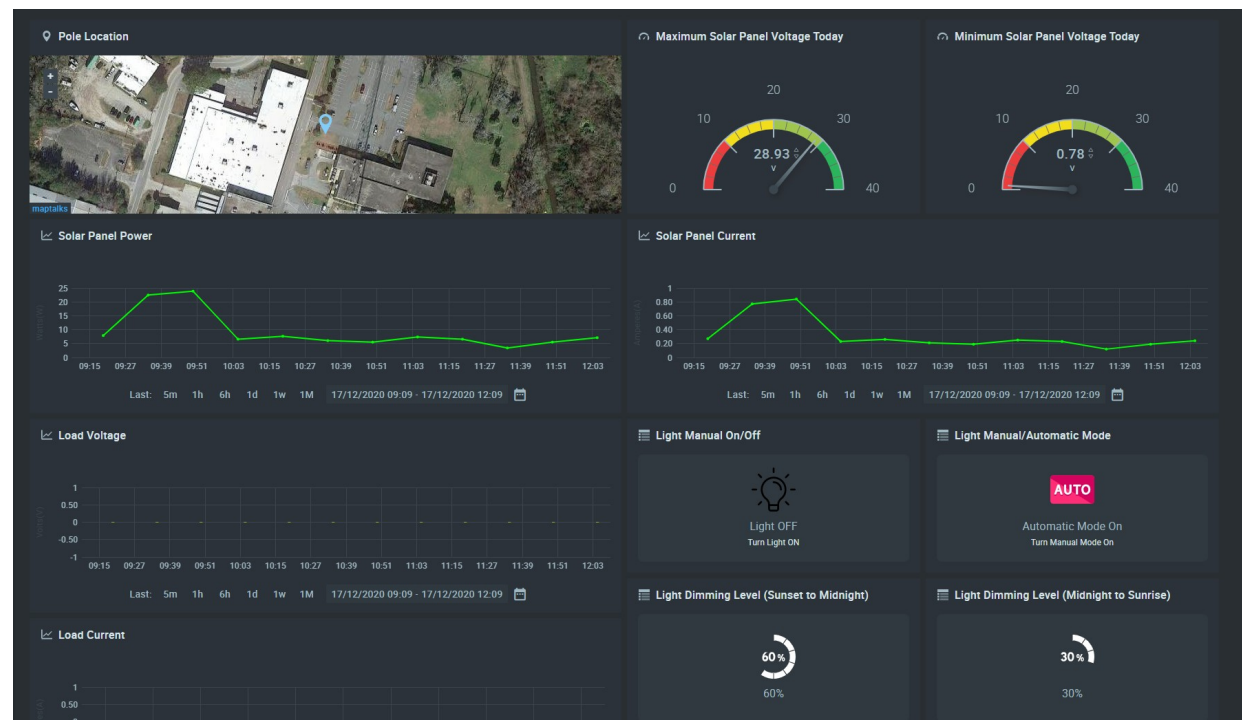 Pole Location
+
-
maptalks
Maximum Solar Panel Voltage Today
20
10
30
28.93
V
0
40
Minimum Solar Panel Voltage Today
20
10
30
0.78
V
0
40
Solar Panel Power
25
20
15
10
5
0
Watts(W)
09:15 09:27 09:39 09:51 10:03 10:15 10:27 10:39 10:51 11:03 11:15 11:27 11:39 11:51 12:03
Last: 5m 1h 6h 1d 1w 1M 17/12/2020 09:09 - 17/12/2020 12:09
Solar Panel Current
1
0.80
0.60
0.40
0.20
0
Ampere(A)
09:15 09:27 09:39 09:51 10:03 10:15 10:27 10:39 10:51 11:03 11:15 11:27 11:39 11:51 12:03
Last: 5m 1h 6h 1d 1w 1M 17/12/2020 09:09 - 17/12/2020 12:09
Load Voltage
1
0.50
0
-0.50
-1
09:15 09:27 09:39 09:51 10:03 10:15 10:27 10:39 10:51 11:03 11:15 11:27 11:39 11:51 12:03
Last: 5m 1h 6h 1d 1w 1M 17/12/2020 09:09 - 17/12/2020 12:09
Light Manual On/Off
Light OFF
Turn Light ON
Light Manual/Automatic Mode
AUTO
Automatic Mode On
Turn Manual Mode On
Load Current
1
0.50
Light Dimming Level (Sunset to Midnight)
60 %
60%
Light Dimming Level (Midnight to Sunrise)
30 %
30%